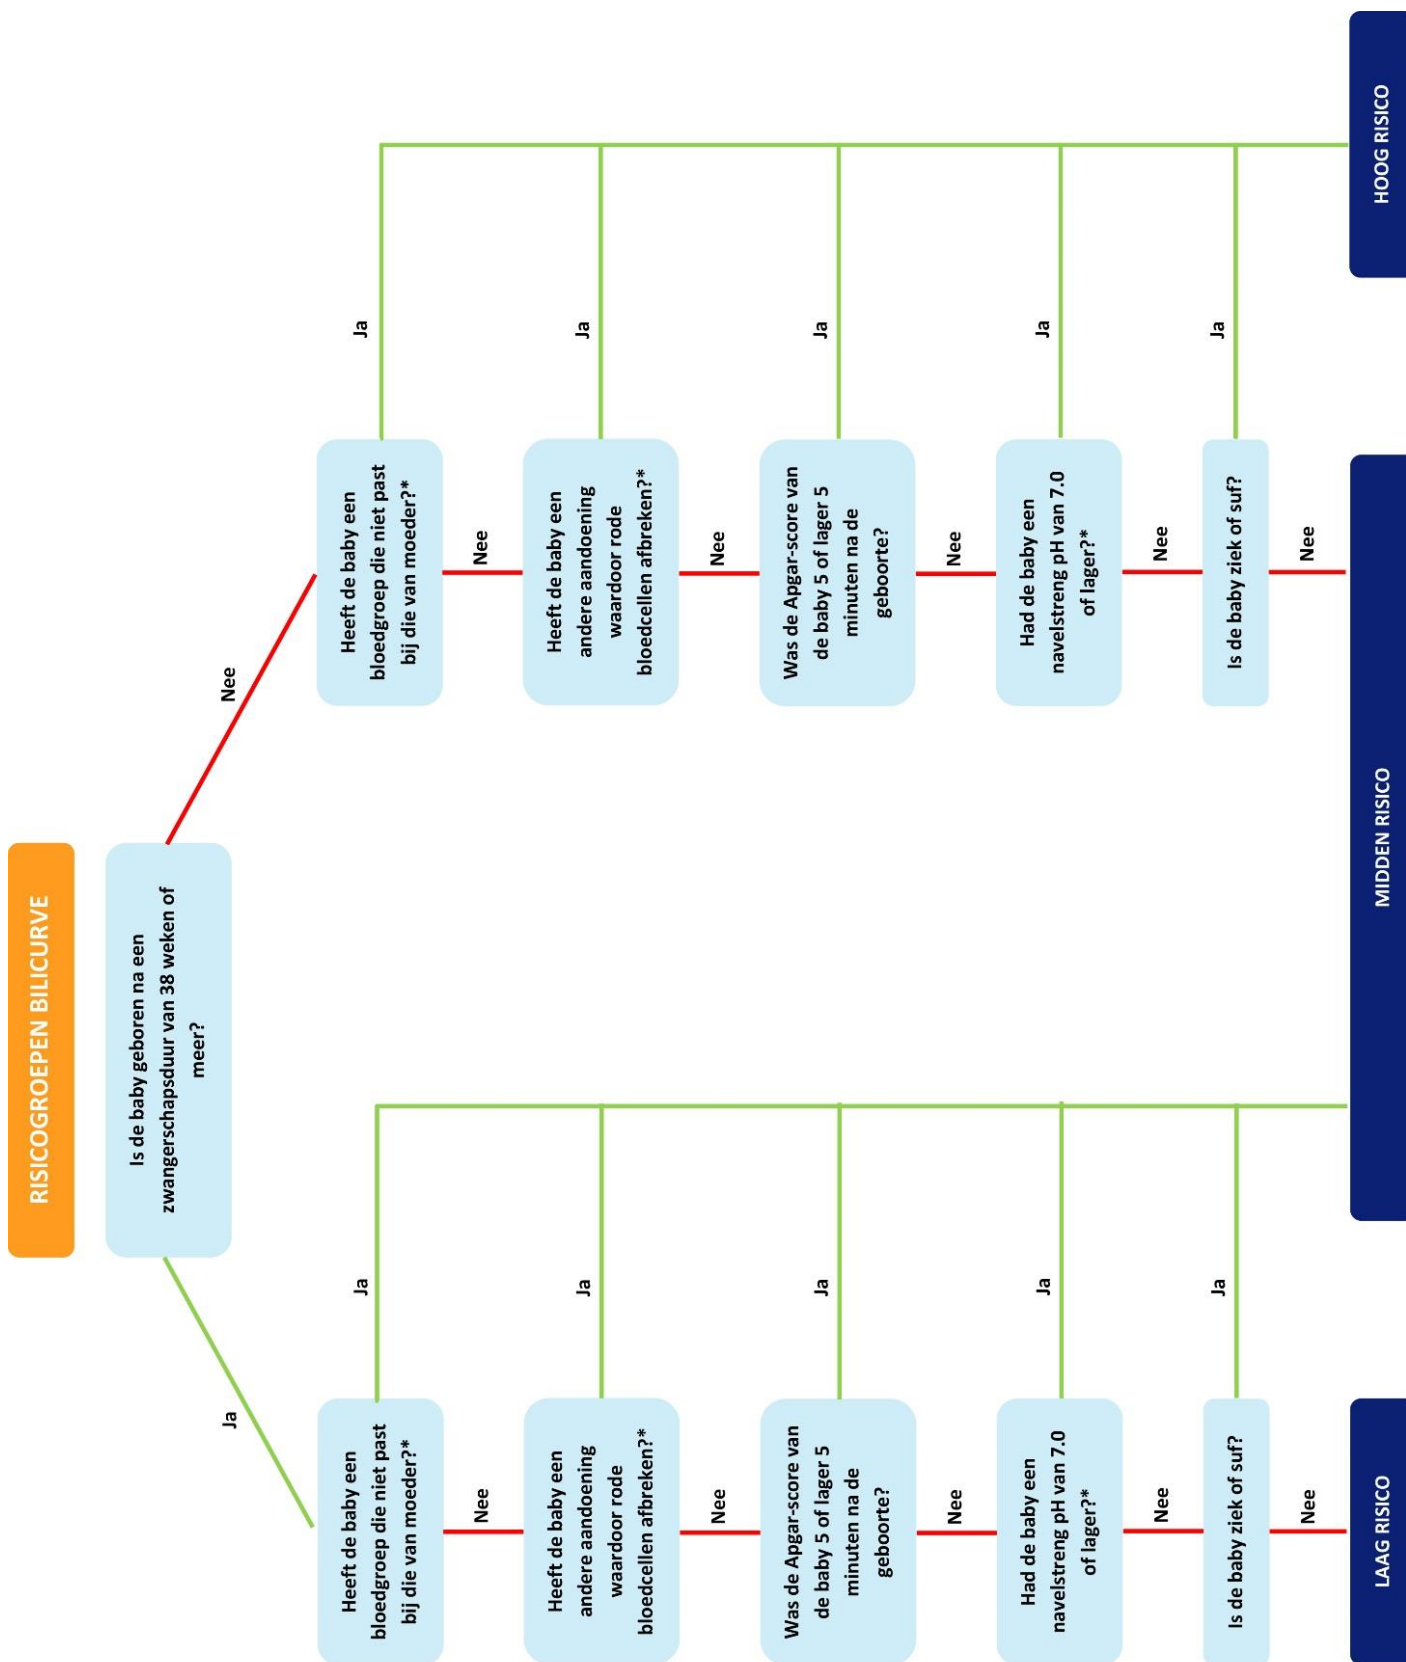 RISICOGROEPEN BILICURVE
Is de baby geboren na een
zwangerschapsduur van 38 weken of
meer?
Ja
Nee
Heeft de baby een
bloedgroep die niet past
bij die van moeder?*
Ja
Nee
Heeft de baby een
andere aandoening
waardoor rode
bloedcellen afbreken?*
Ja
Nee
Was de Apgar-score van
de baby 5 of lager 5
minuten na de
geboorte?
Ja
Nee
Had de baby een
navelstreng pH van 7.0
of lager?*
Ja
Nee
Is de baby ziek of suf?
Ja
Nee
Heeft de baby een
bloedgroep die niet past
bij die van moeder?*
Ja
Nee
Heeft de baby een
andere aandoening
waardoor rode
bloedcellen afbreken?*
Ja
Nee
Was de Apgar-score van
de baby 5 of lager 5
minuten na de
geboorte?
Ja
Nee
Had de baby een
navelstreng pH van 7.0
of lager?*
Ja
Nee
Is de baby ziek of suf?
Ja
Nee
LAAG RISICO
MIDDEN RISICO
HOOG RISICO